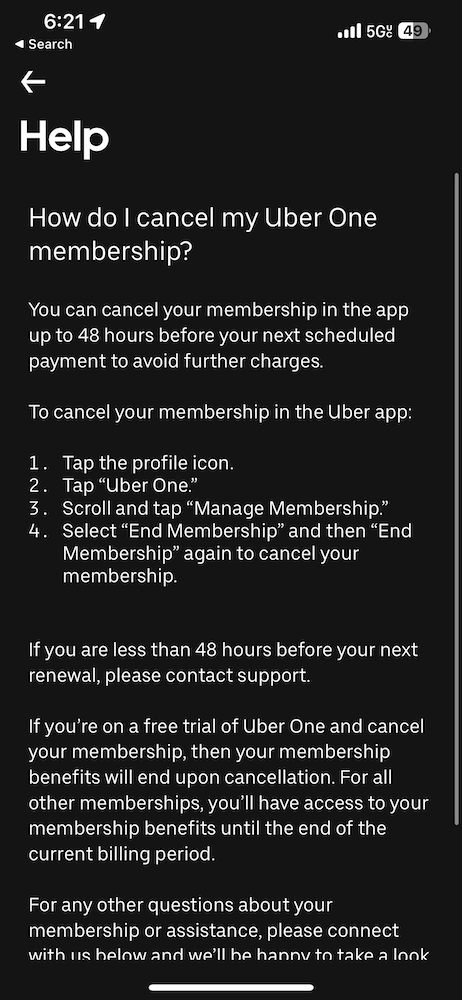 6:21
5G
49
◀ Search
Help
How do I cancel my Uber One
membership?
You can cancel your membership in the app
up to 48 hours before your next scheduled
payment to avoid further charges.
To cancel your membership in the Uber app:
1. Tap the profile icon.
2. Tap “Uber One.”
3. Scroll and tap “Manage Membership.”
4. Select “End Membership” and then “End
Membership” again to cancel your
membership.
If you are less than 48 hours before your next
renewal, please contact support.
If you’re on a free trial of Uber One and cancel
your membership, then your membership
benefits will end upon cancellation. For all
other memberships, you’ll have access to your
membership benefits until the end of the
current billing period.
For any other questions about your
membership or assistance, please connect
with us below and we’ll be happy to take a look